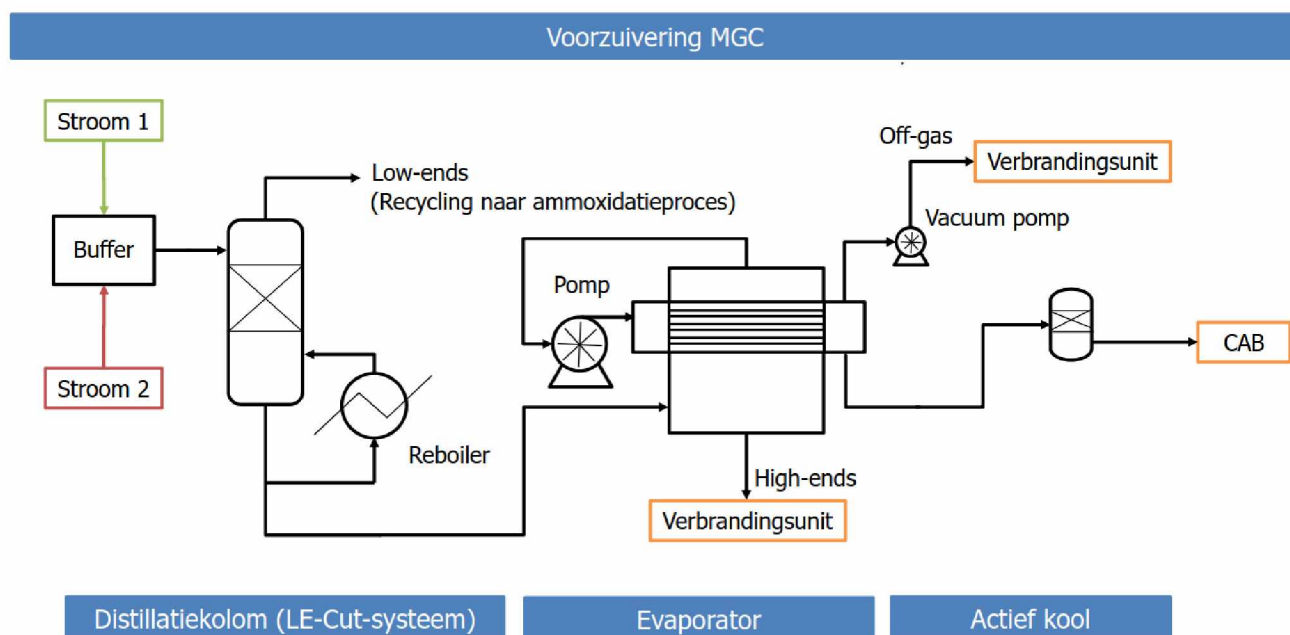 Voorzuivering MGC
Stroom 1
Off-gas
Verbrandingsunit
Low-ends
(Recycling naar ammoxidatieproces)
Vacuum pomp
Buffer
Pomp
CAB
Stroom 2
Reboiler
High-ends
Verbrandingsunit
Distillatiekolom (LE-Cut-systeem)
Evaporator
Actief kool